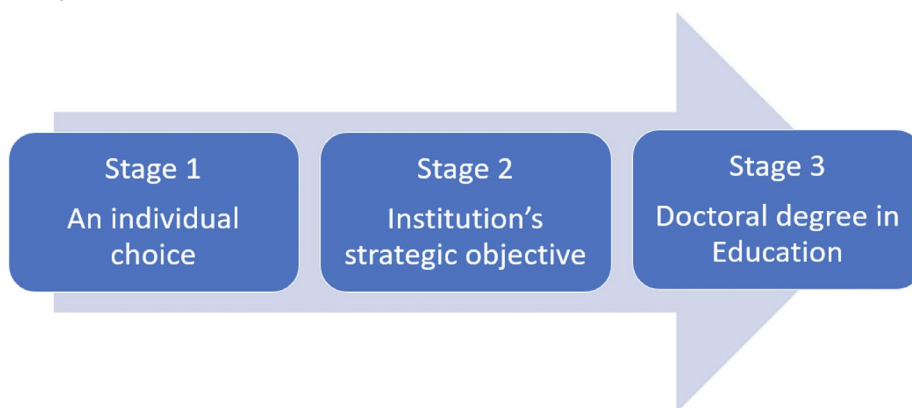 Stage 1
An individual
choice
Stage 2
Institution's
strategic objective
Stage 3
Doctoral degree in
Education